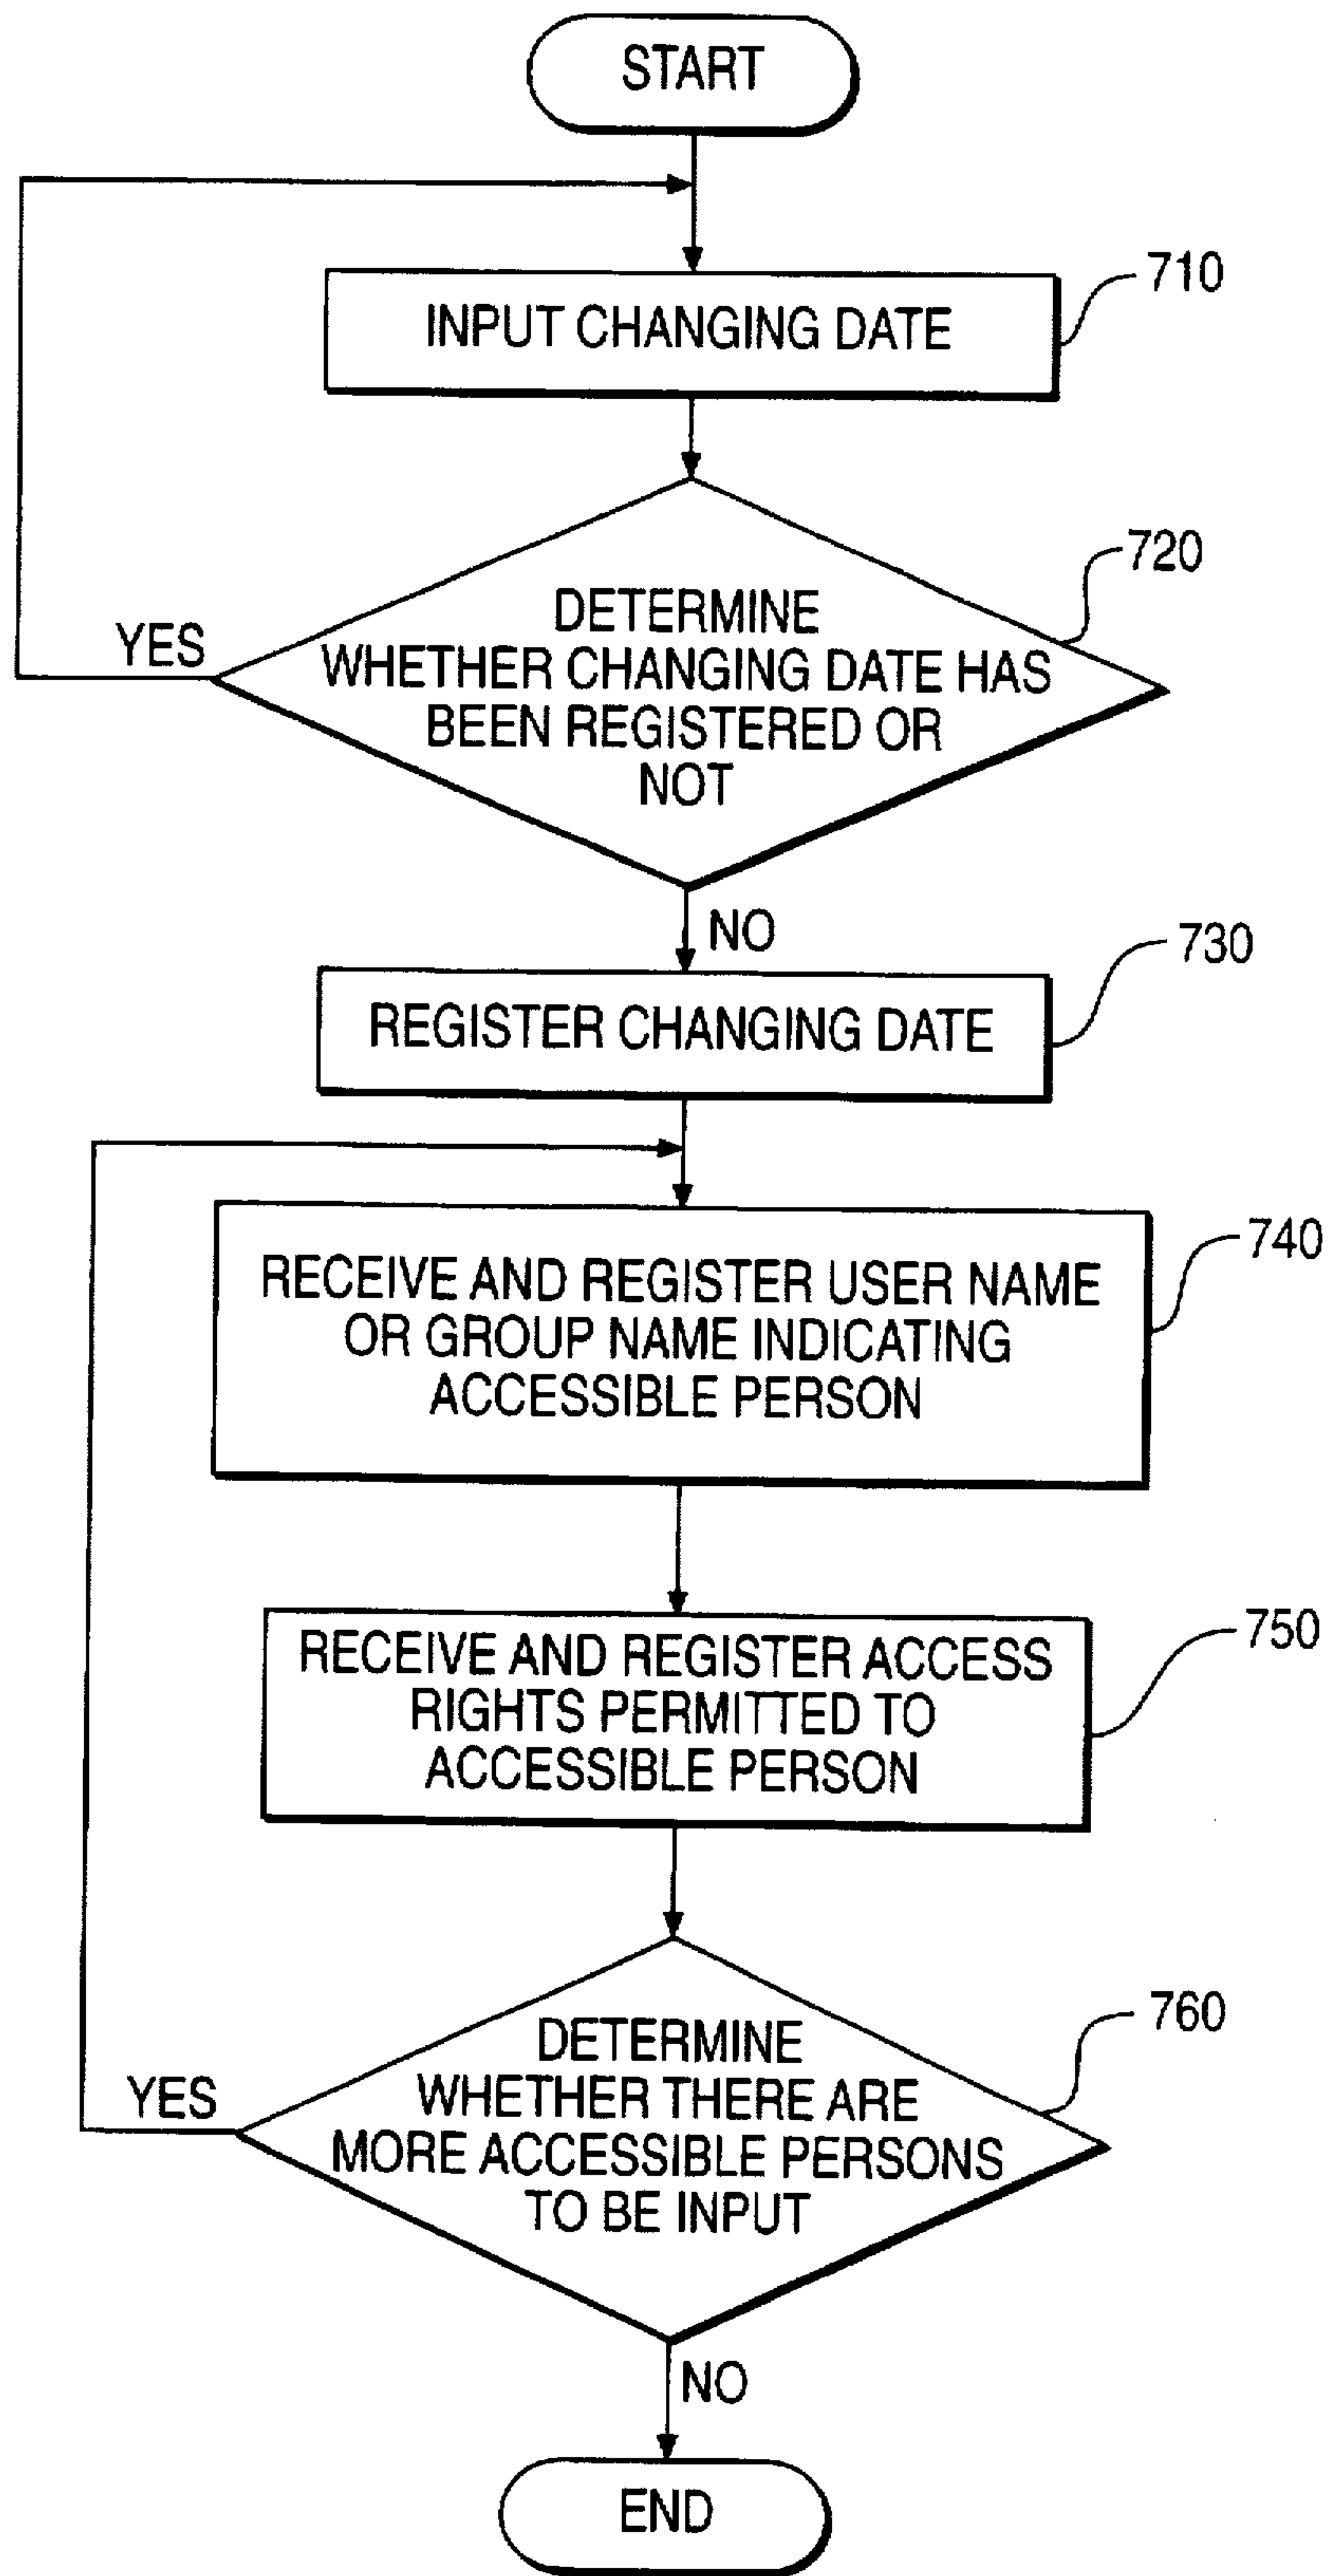 START
INPUT CHANGING DATE
710
720
DETERMINE
WHETHER CHANGING DATE HAS
BEEN REGISTERED OR
NOT
YES
NO
730
REGISTER CHANGING DATE
740
RECEIVE AND REGISTER USER NAME
OR GROUP NAME INDICATING
ACCESSIBLE PERSON
750
RECEIVE AND REGISTER ACCESS
RIGHTS PERMITTED TO
ACCESSIBLE PERSON
760
DETERMINE
WHETHER THERE ARE
MORE ACCESSIBLE PERSONS
TO BE INPUT
YES
NO
END